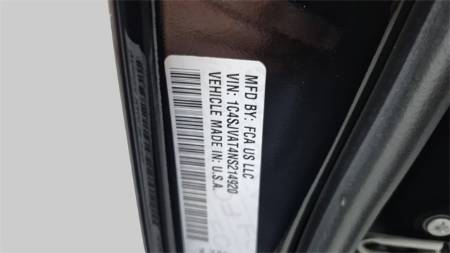 MFD BY: FCA US LLC
VIN: 1C4SJVAT4NS214920
VEHICLE MADE IN U.S.A.